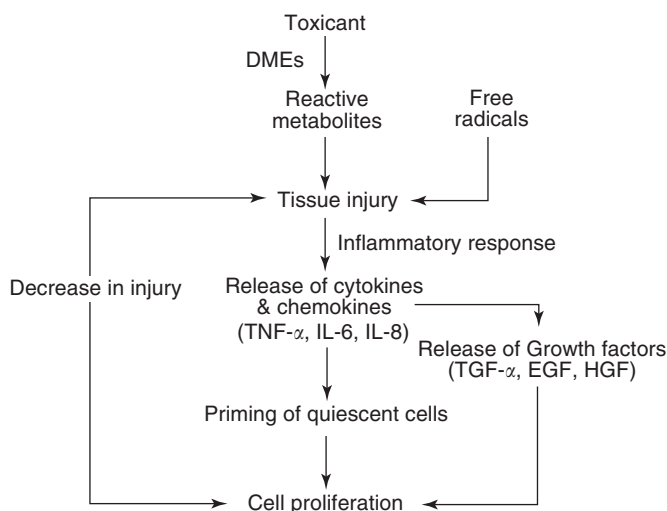 Toxicant
DMEs
Reactive
metabolites
Free
radicals
Tissue injury
Inflammatory response
Decrease in injury
Release of cytokines
& chemokines
(TNF-α, IL-6, IL-8)
Release of Growth factors
(TGF-α, EGF, HGF)
Priming of quiescent cells
Cell proliferation